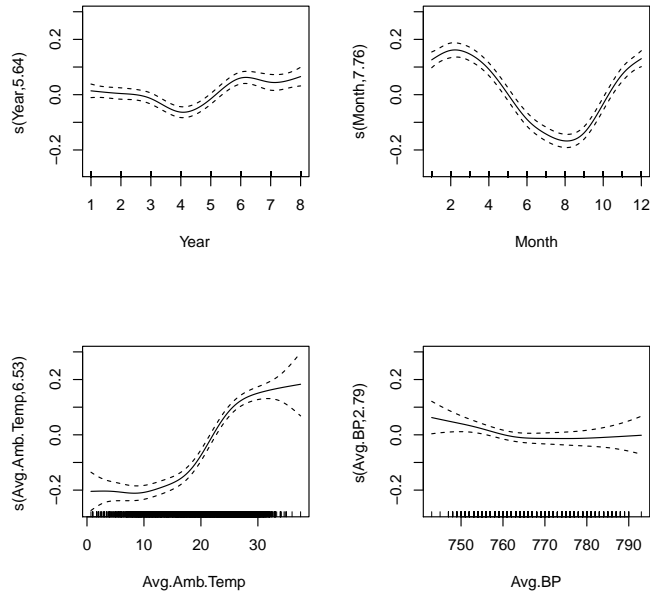 s(Year,5.64)
0.2
0.0
−0.2
1 2 3 4 5 6 7 8
Year
s(Month,7.76)
0.2
0.0
−0.2
2 4 6 8 10 12
Month
s(Avg.Amb.Temp,6.53)
0.2
0.0
−0.2
0 10 20 30
Avg.Amb.Temp
s(Avg.BP,2.79)
0.2
0.0
−0.2
750 760 770 780 790
Avg.BP